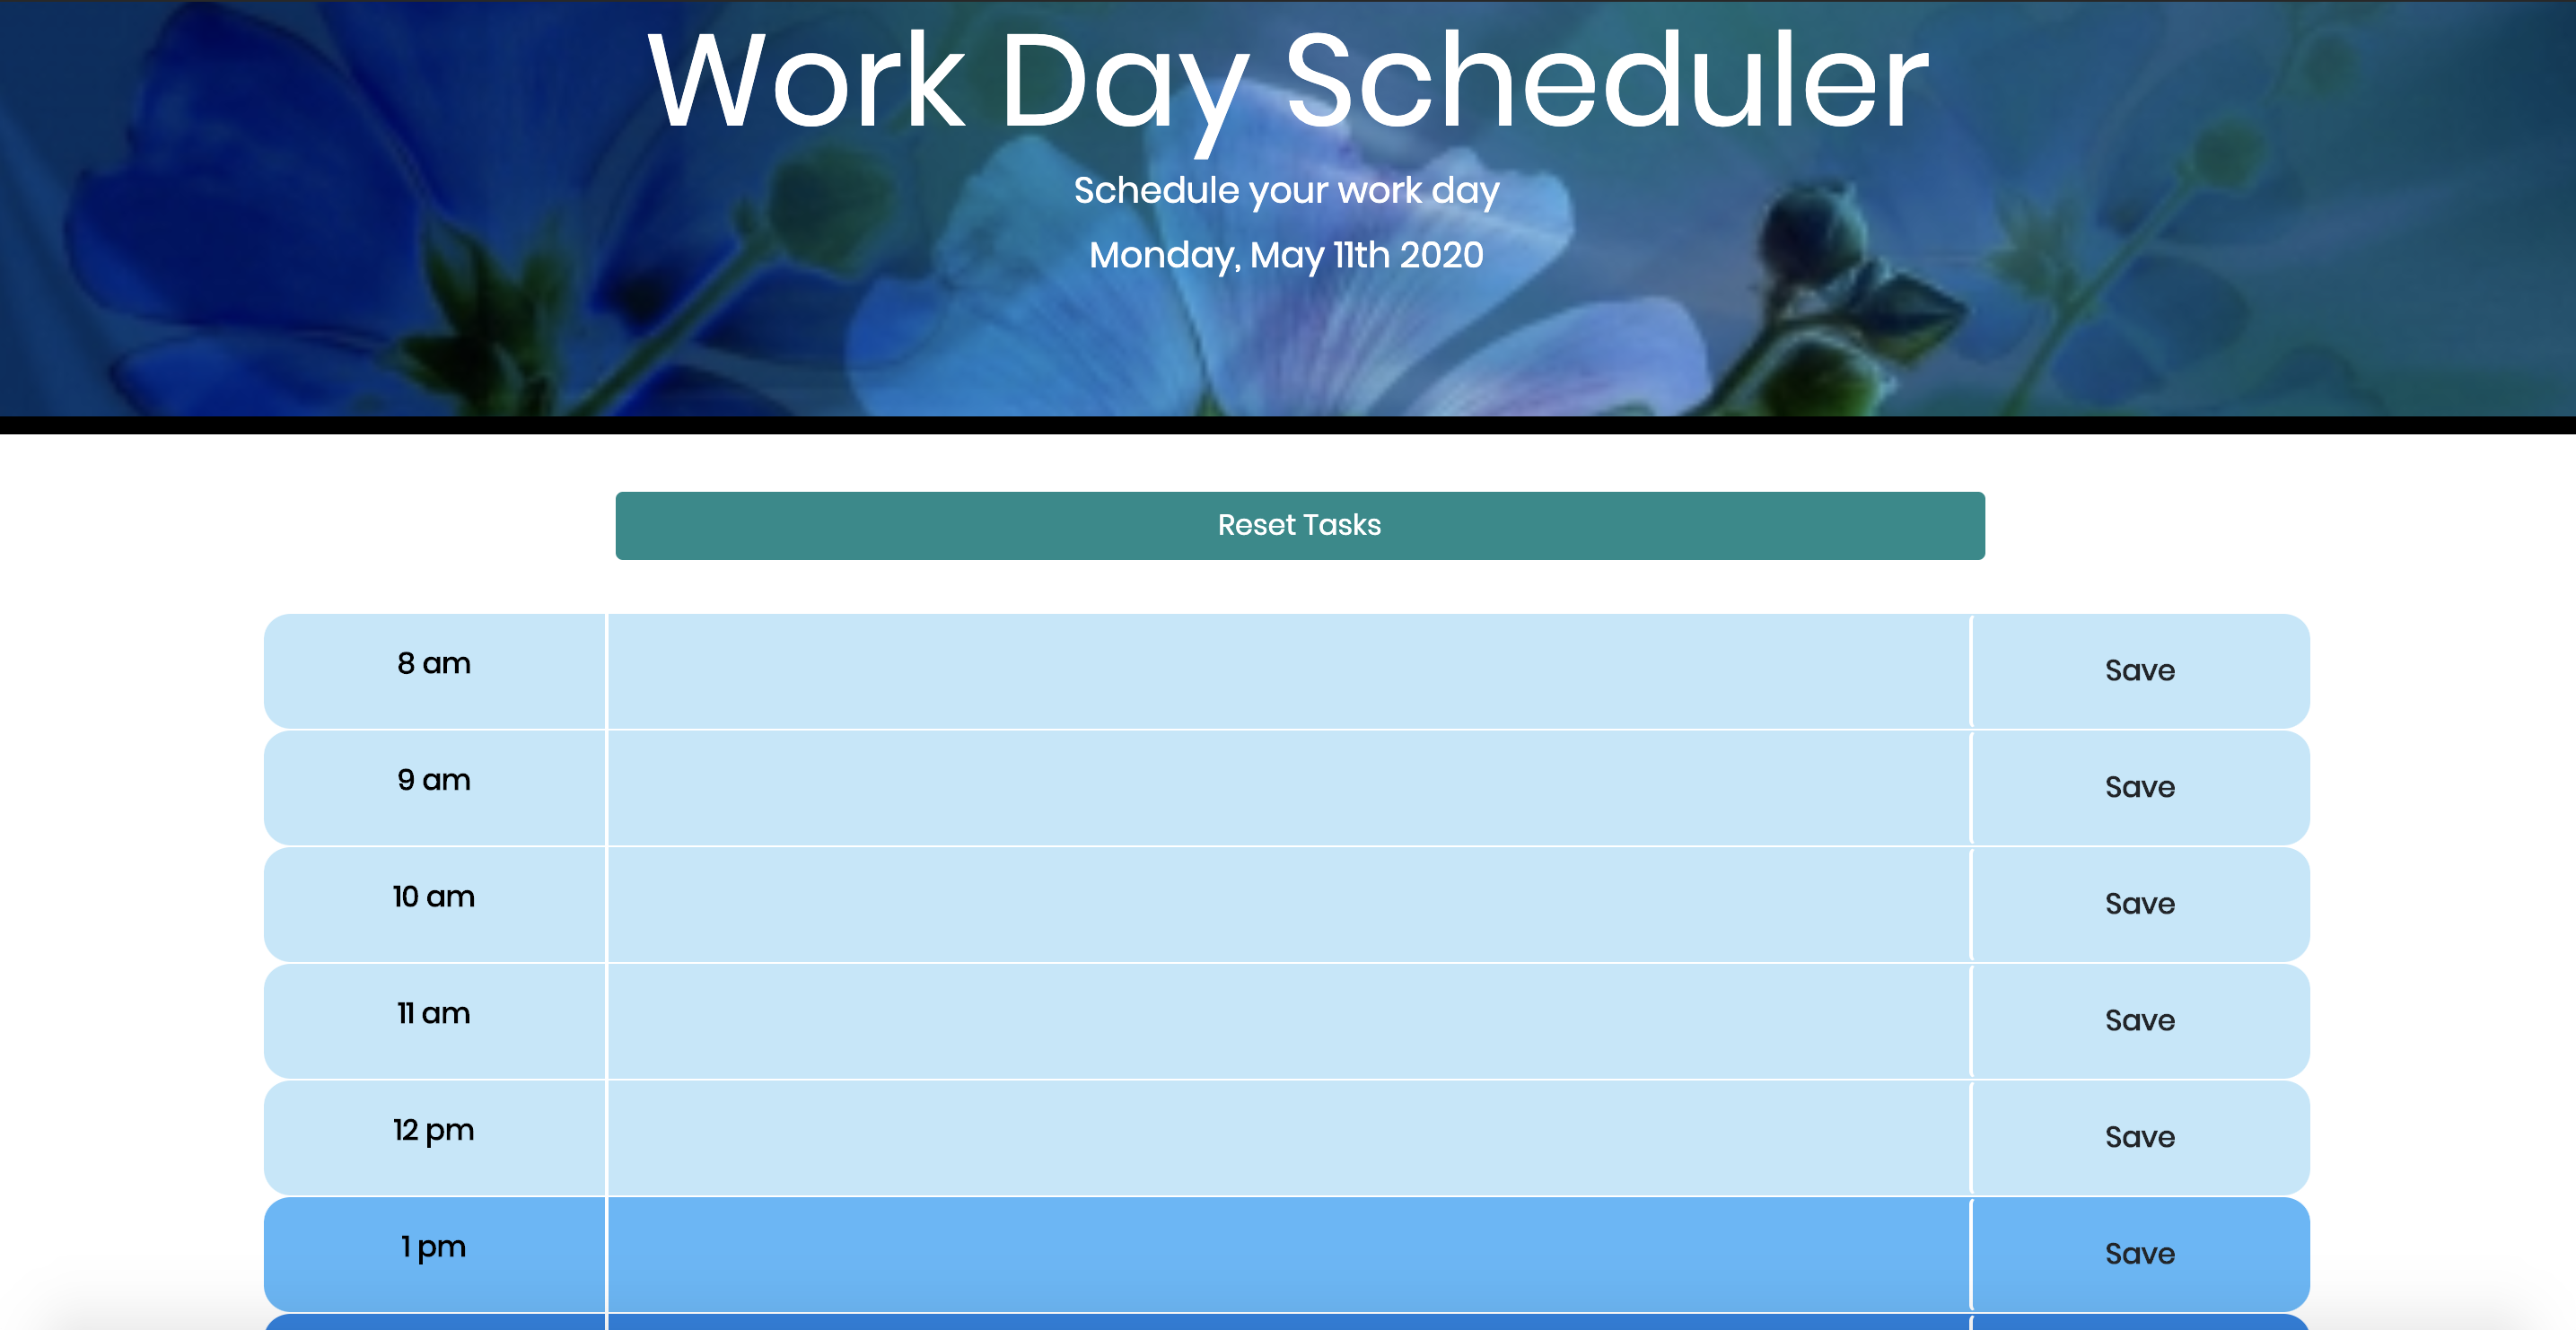 Work Day Scheduler
Schedule your work day
Monday, May 11th 2020
Reset Tasks
8 am Save
9 am Save
10 am Save
11 am Save
12 pm Save
1 pm Save